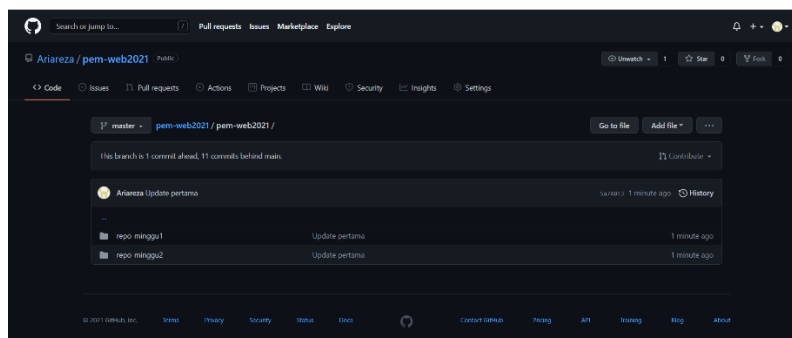 Search or jump to... / Pull requests Issues Marketplace Explore
Ariareza / pem-web2021 Public Unwatch 1 Star 0 Fork 0
Code Issues Pull requests Actions Projects Wiki Security Insights Settings
master pem-web2021 / pem-web2021 / Go to file Add file ...
This branch is 1 commit ahead, 11 commits behind main. Contribute
Ariareza Update pertama 1 minute ago History
..
repo minggu1 Update pertama 1 minute ago
repo minggu2 Update pertama 1 minute ago
© 2021 GitHub, Inc. Terms Privacy Security Status Docs Contact GitHub Pricing API Training Blog About